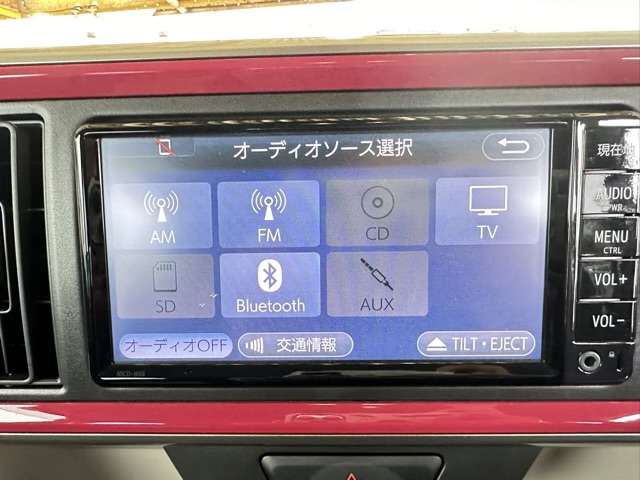 オーディオソース選択
AM
FM
CD
TV
SD
Bluetooth
AUX
オーディオOFF
交通情報
TILT・EJECT
現在地
AUDIO
PWR
MENU
CTRL
VOL+
VOL-